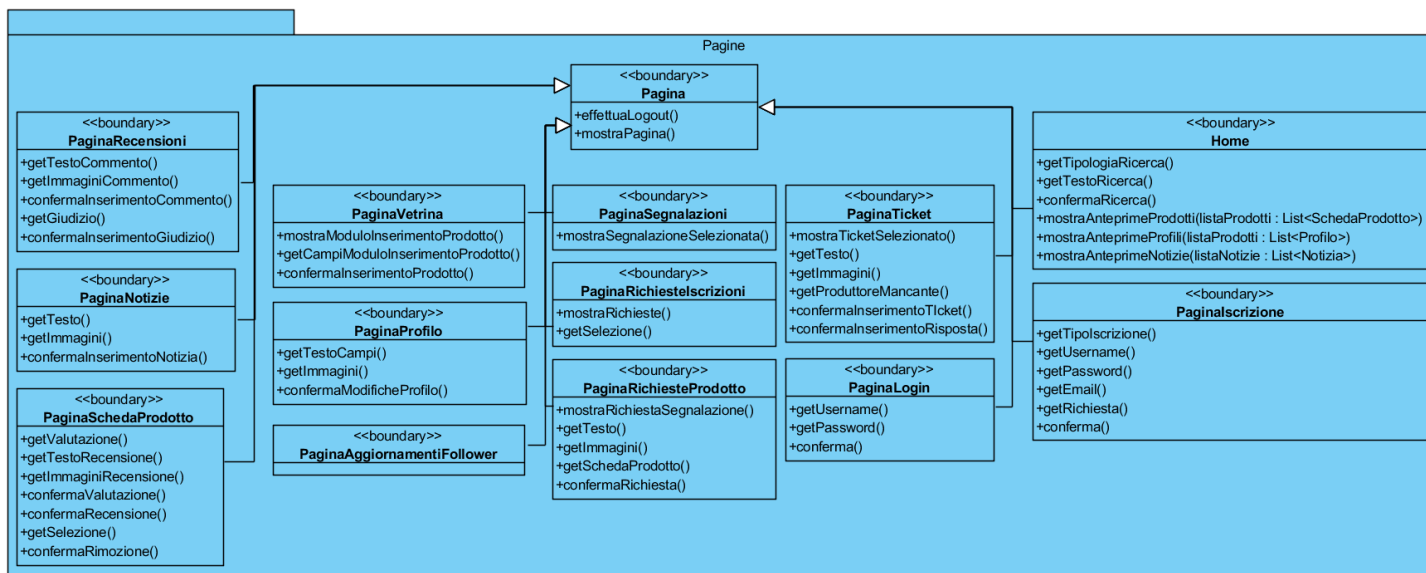 Pagine
<<boundary>>
Pagina
+effettuaLogout()
+mostraPagina()
<<boundary>>
PaginaRecensioni
+getTestoCommento()
+getImmaginiCommento()
+confermaInserimentoCommento()
+getGiudizio()
+confermaInserimentoGiudizio()
<<boundary>>
PaginaNotizie
+getTesto()
+getImmagini()
+confermaInserimentoNotizia()
<<boundary>>
PaginaSchedaProdotto
+getValutazione()
+getTestoRecensione()
+getImmaginiRecensione()
+confermaValutazione()
+confermaRecensione()
+getSelezione()
+confermaRimozione()
<<boundary>>
PaginaVetrina
+mostraModuloInserimentoProdotto()
+getCampiModuloInserimentoProdotto()
+confermaInserimentoProdotto()
<<boundary>>
PaginaProfilo
+getTestoCampi()
+getImmagini()
+confermaModificheProfilo()
<<boundary>>
PaginaAggiornamentiFollower
<<boundary>>
PaginaSegnalazioni
+mostraSegnalazioneSelezionata()
<<boundary>>
PaginaRichiesteIscrizioni
+mostraRichieste()
+getSelezione()
<<boundary>>
PaginaRichiesteProdotto
+mostraRichiestaSegnalazione()
+getTesto()
+getImmagini()
+getSchedaProdotto()
+confermaRichiesta()
<<boundary>>
PaginaTicket
+mostraTicketSelezionato()
+getTesto()
+getImmagini()
+getProduttoreMancante()
+confermaInserimentoTIcket()
+confermaInserimentoRisposta()
<<boundary>>
PaginaLogin
+getUsername()
+getPassword()
+conferma()
<<boundary>>
Home
+getTipologiaRicerca()
+getTestoRicerca()
+confermaRicerca()
+mostraAnteprimeProdotti(listaProdotti : List<SchedaProdotto>)
+mostraAnteprimeProfili(listaProdotti : List<Profilo>)
+mostraAnteprimeNotizie(listaNotizie : List<Notizia>)
<<boundary>>
PaginaIscrizione
+getTipoIscrizione()
+getUsername()
+getPassword()
+getEmail()
+getRichiesta()
+conferma()